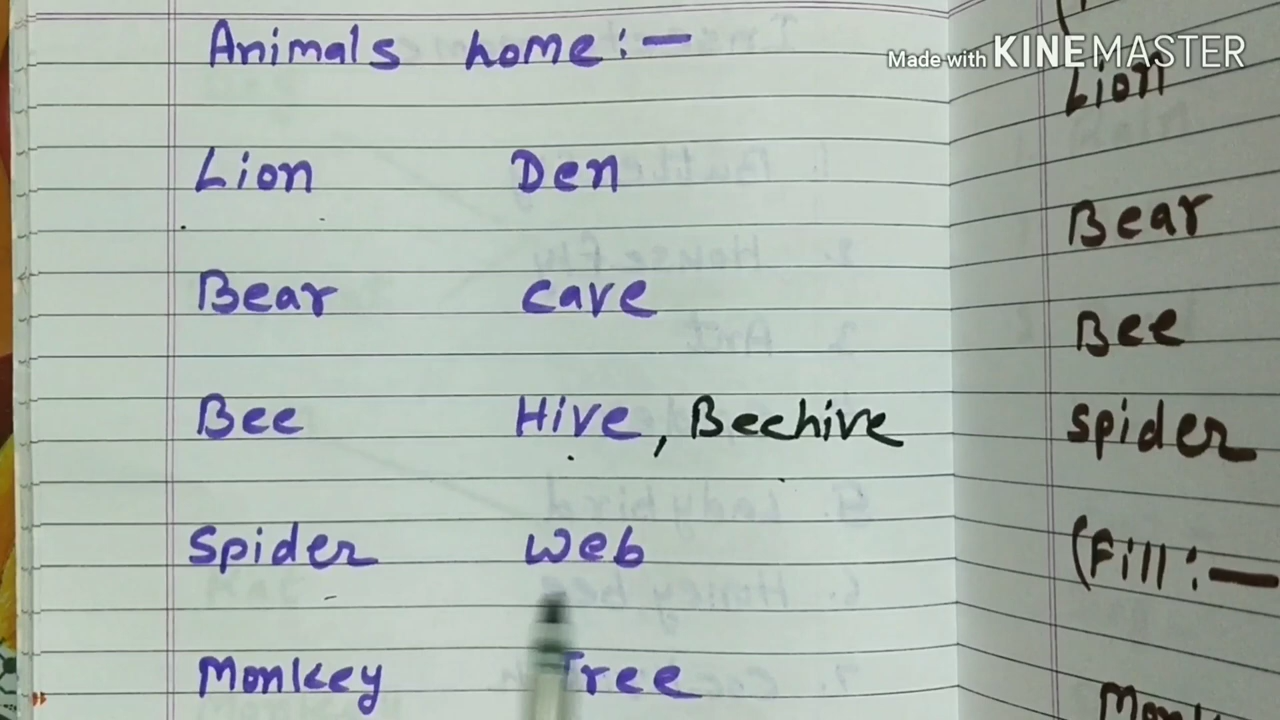 Animals home:-
Lion Den
Bear Cave
Bee Hive, Beehive
Spider Web
Monkey Tree
Made with KINEMASTER
Lion
Bear
Bee
Spider
(Fill:-